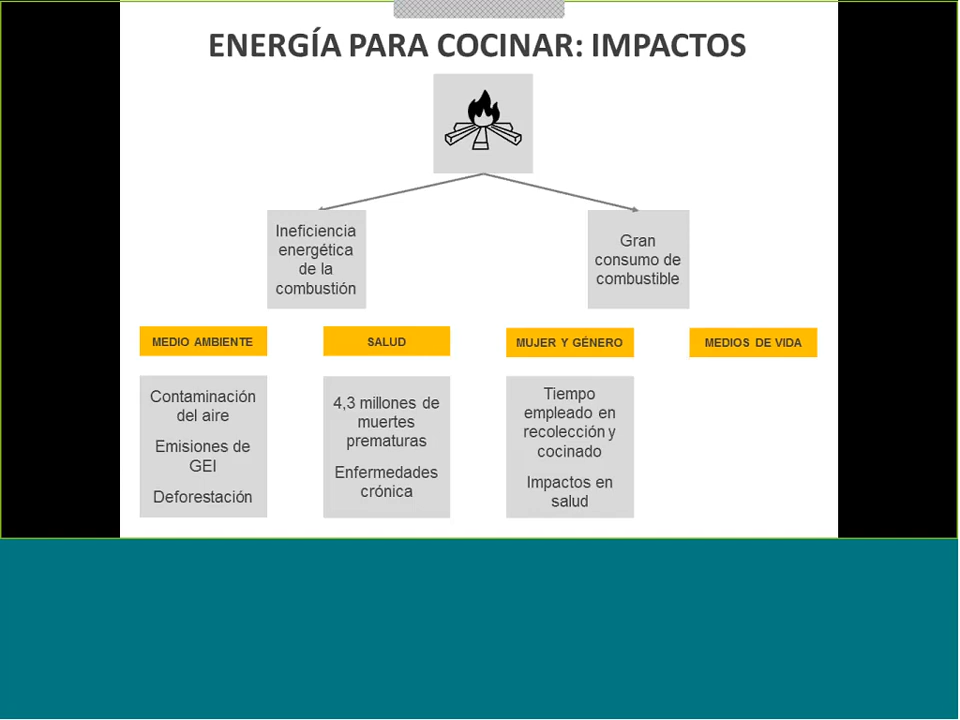 ENERGÍA PARA COCINAR: IMPACTOS
Ineficiencia
energética
de la
combustión
Gran
consumo de
combustible
MEDIO AMBIENTE
SALUD
MUJER Y GÉNERO
MEDIOS DE VIDA
Contaminación
del aire
Emisiones de
GEI
Deforestación
4,3 millones de
muertes
prematuras
Enfermedades
crónica
Tiempo
empleado en
recolección y
cocinado
Impactos en
salud